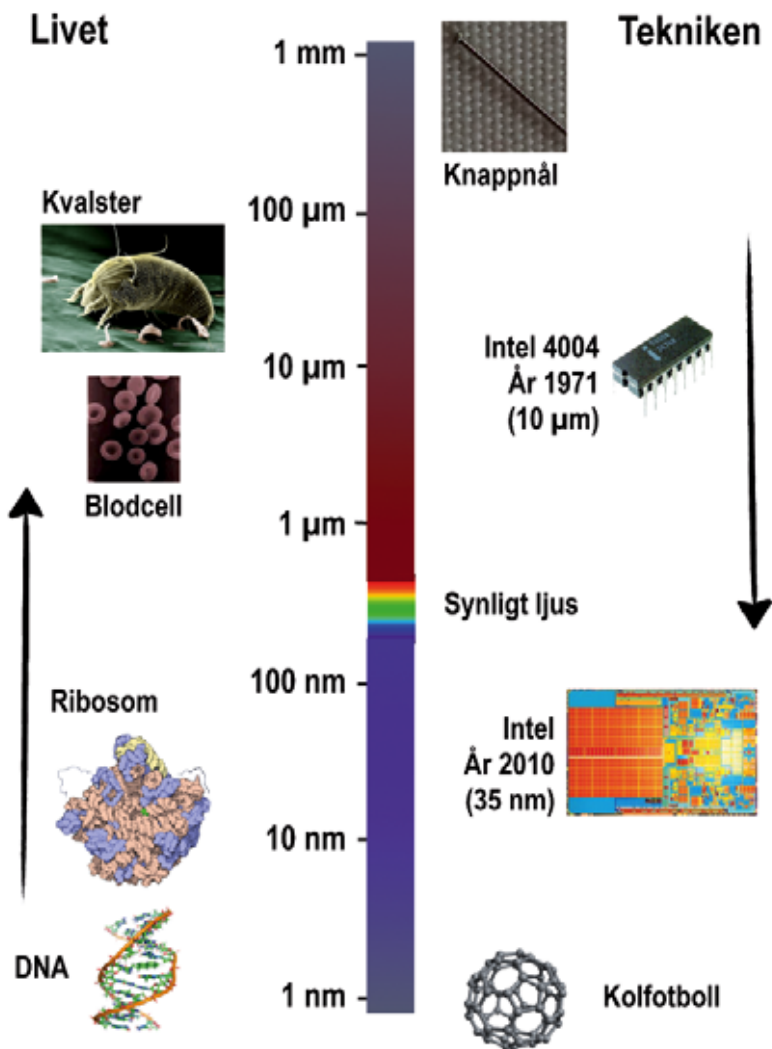 Livet
Tekniken
1 mm
Knappnål
Kvalster
100 µm
Intel 4004
År 1971
(10 µm)
10 µm
Blodcell
1 µm
Synligt ljus
100 nm
Ribosom
Intel
År 2010
(35 nm)
10 nm
DNA
1 nm
Kolfotboll